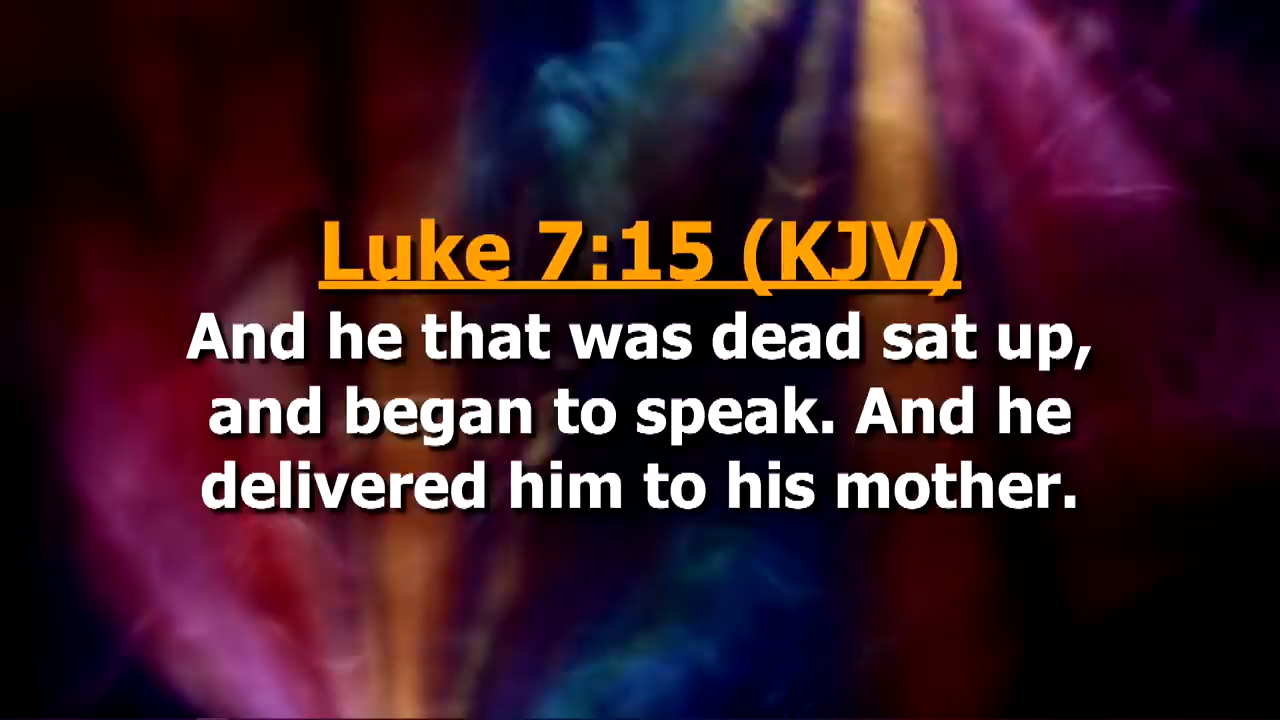 Luke 7:15 (KJV)
And he that was dead sat up,
and began to speak. And he
delivered him to his mother.